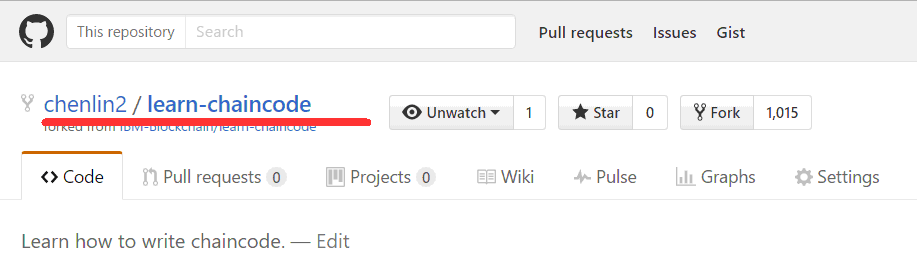 This repository Search Pull requests Issues Gist
chenlin2 / learn-chaincode Unwatch 1 Star 0 Fork 1,015
forked from IBM-Blockchain/learn-chaincode
Code Pull requests 0 Projects 0 Wiki Pulse Graphs Settings
Learn how to write chaincode. — Edit